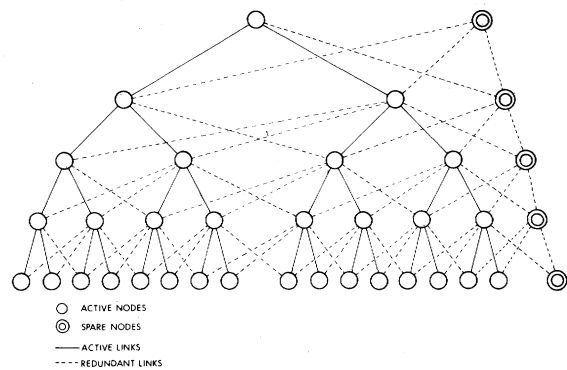 ACTIVE NODES
SPARE NODES
ACTIVE LINKS
REDUNDANT LINKS